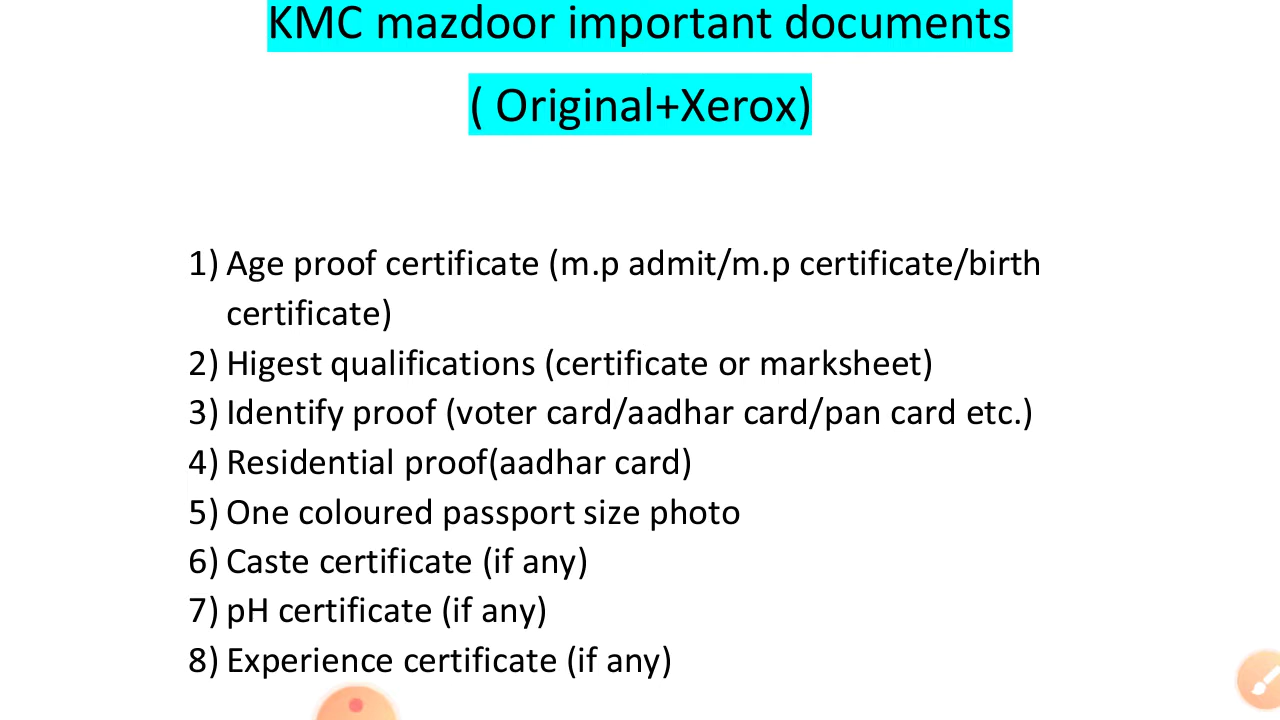 KMC mazdoor important documents
( Original+Xerox)
1) Age proof certificate (m.p admit/m.p certificate/birth
certificate)
2) Higest qualifications (certificate or marksheet)
3) Identify proof (voter card/aadhar card/pan card etc.)
4) Residential proof(aadhar card)
5) One coloured passport size photo
6) Caste certificate (if any)
7) pH certificate (if any)
8) Experience certificate (if any)